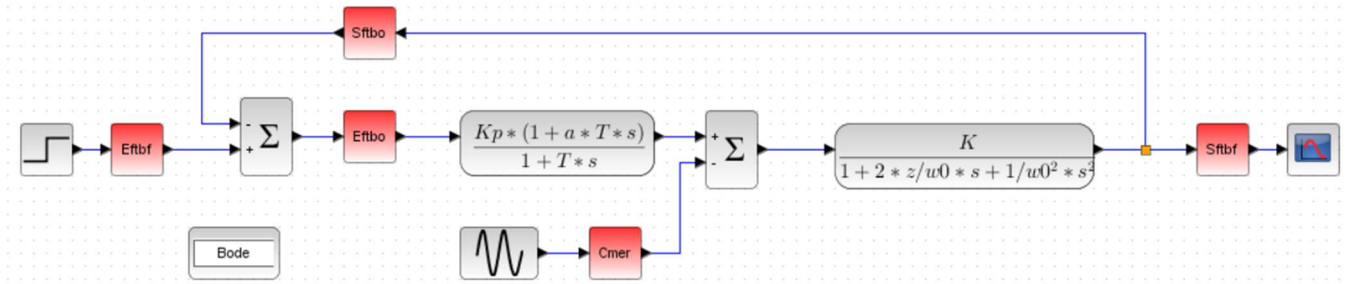 Sftbo
-
+
Σ
Eftbf
Eftbo
Kp * (1 + a * T * s)
1 + T * s
+
-
Σ
K
1 + 2 * z/w0 * s + 1/w0² * s²
Sftbf
Bode
Cmer